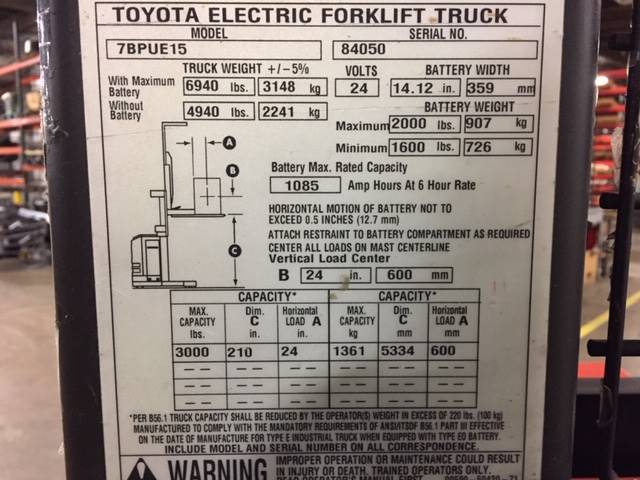 TOYOTA ELECTRIC FORKLIFT TRUCK
MODEL SERIAL NO.
7BPUE15 84050
TRUCK WEIGHT +/-5% VOLTS BATTERY WIDTH
With Maximum Battery 6940 lbs. 3148 kg 24 14.12 in. 359 mm
Without Battery 4940 lbs. 2241 kg
BATTERY WEIGHT
Maximum 2000 lbs. 907 kg
Minimum 1600 lbs. 726 kg
A
B
C
Battery Max. Rated Capacity
1085 Amp Hours At 6 Hour Rate
HORIZONTAL MOTION OF BATTERY NOT TO
EXCEED 0.5 INCHES (12.7 mm)
ATTACH RESTRAINT TO BATTERY COMPARTMENT AS REQUIRED
CENTER ALL LOADS ON MAST CENTERLINE
Vertical Load Center
B 24 in. 600 mm
CAPACITY* CAPACITY*
MAX. CAPACITY lbs. Dim. C in. Horizontal LOAD A in. MAX. CAPACITY kg Dim. C mm Horizontal LOAD A mm
3000 210 24 1361 5334 600
-- -- -- -- -- --
-- -- -- -- -- --
-- -- -- -- -- --
*PER B56.1 TRUCK CAPACITY SHALL BE REDUCED BY THE OPERATOR(S) WEIGHT IN EXCESS OF 220 lbs. (100 kg)
MANUFACTURED TO COMPLY WITH THE MANDATORY REQUIREMENTS OF ANSI/ITSDF B56.1 PART III EFFECTIVE
ON THE DATE OF MANUFACTURE FOR TYPE E INDUSTRIAL TRUCK WHEN EQUIPPED WITH TYPE EO BATTERY.
INCLUDE MODEL AND SERIAL NUMBER ON ALL CORRESPONDENCE.
WARNING IMPROPER OPERATION OR MAINTENANCE COULD RESULT
IN INJURY OR DEATH. TRAINED OPERATORS ONLY.
READ OPERATOR'S MANUAL FIRST